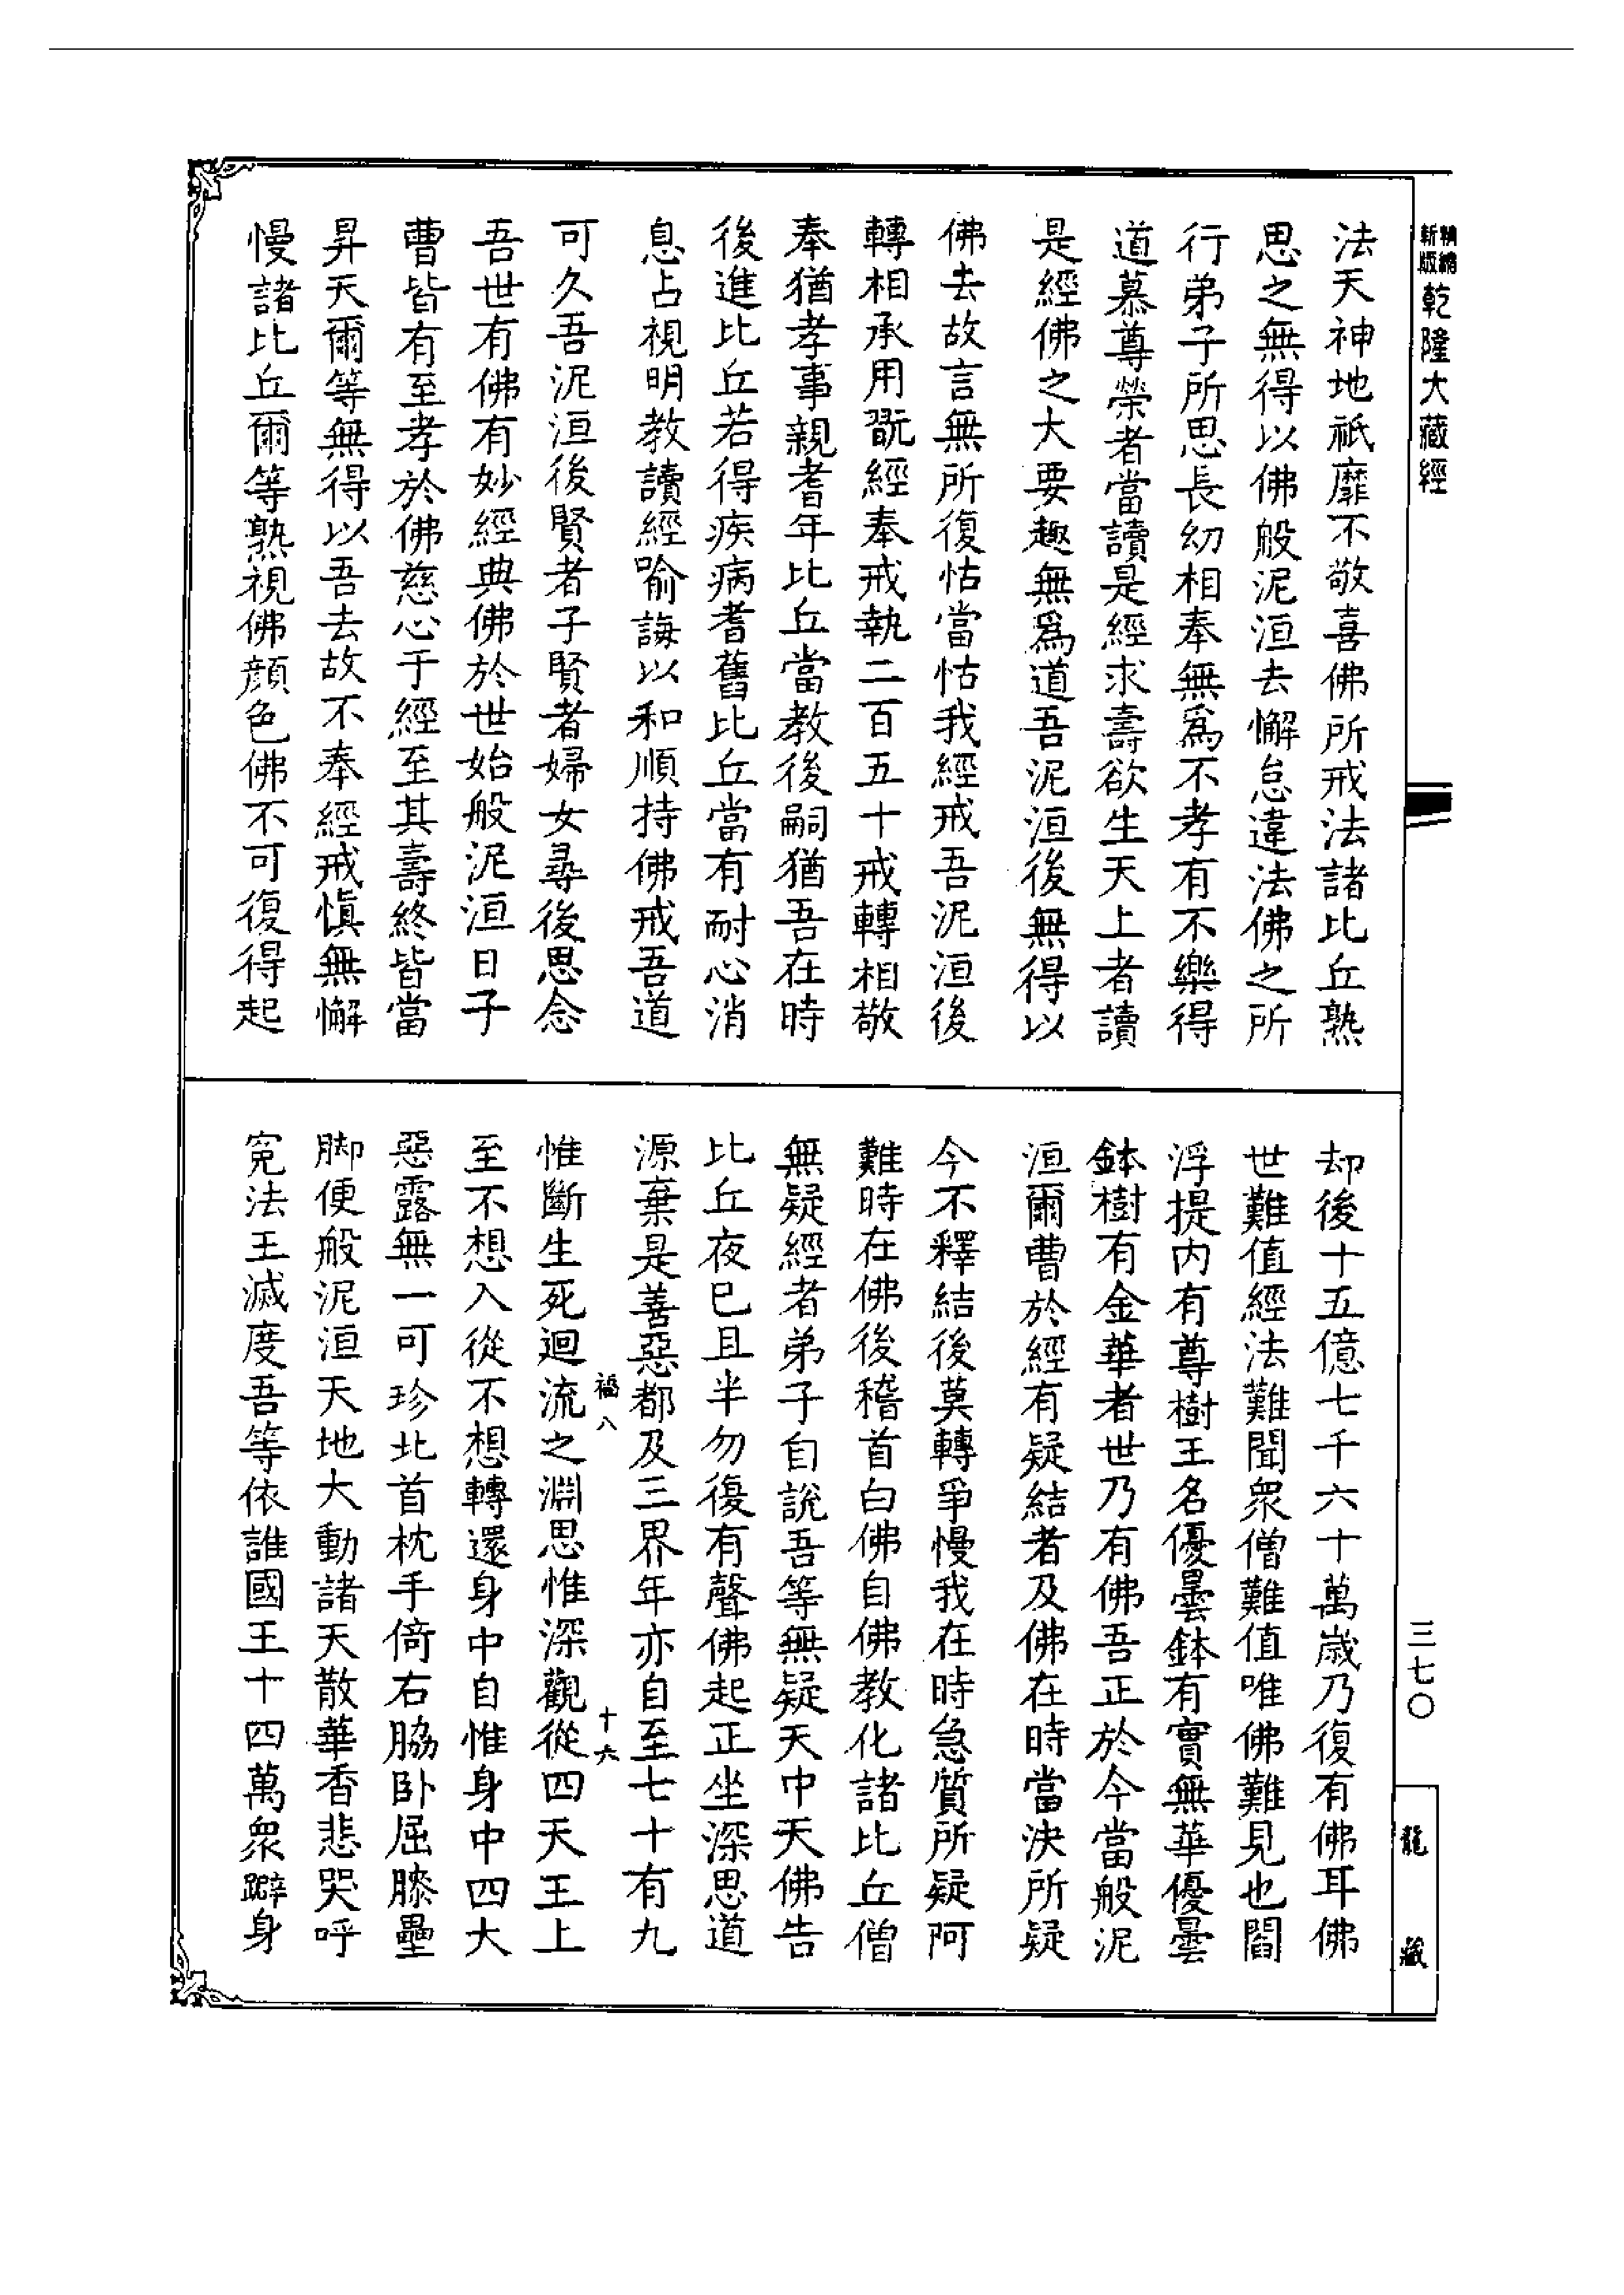 精縮新版乾隆大藏經
法天神地祇靡不敬喜佛所戒法諸比丘熟
思之無得以佛般泥洹去懈怠違法佛之所
行弟子所思長幼相奉無爲不孝有不樂得
道慕尊榮者當讀是經求壽欲生天上者讀
是經佛之大要趣無爲道吾泥洹後無得以
佛去故言無所復怙當怙我經戒吾泥洹後
轉相承用翫經奉戒執二百五十戒轉相敬
奉猶孝事親耆年比丘當教後嗣猶吾在時
後進比丘若得疾病耆舊比丘當有耐心消
息占視明教讀經喻誨以和順持佛戒吾道
可久吾泥洹後賢者子賢者婦女尋後思念
吾世有佛有妙經典佛於世始般泥洹日子
曹皆有至孝於佛慈心于經至其壽終皆當
昇天爾等無得以吾去故不奉經戒慎無懈
慢諸比丘爾等熟視佛顏色佛不可復得起
却後十五億七千六十萬歲乃復有佛耳佛
世難值經法難聞衆僧難值唯佛難見也閻
浮提内有尊樹王名優曇鉢有實無華優曇
鉢樹有金華者世乃有佛吾正於今當般泥
洹爾曹於經有疑結者及佛在時當決所疑
今不釋結後莫轉爭慢我在時急質所疑阿
難時在佛後稽首白佛自佛教化諸比丘僧
無疑經者弟子自說吾等無疑天中天佛告
比丘夜已且半勿復有聲佛起正坐深思道
源棄是善惡都及三界年亦自至七十有九
福八 十六
惟斷生死迴流之淵思惟深觀從四天王上
至不想入從不想轉還身中自惟身中四大
惡露無一可珍北首枕手倚右脇卧屈膝壘
脚便般泥洹天地大動諸天散華香悲哭呼
冤法王滅度吾等依誰國王十四萬衆躃身
三七〇
龍藏